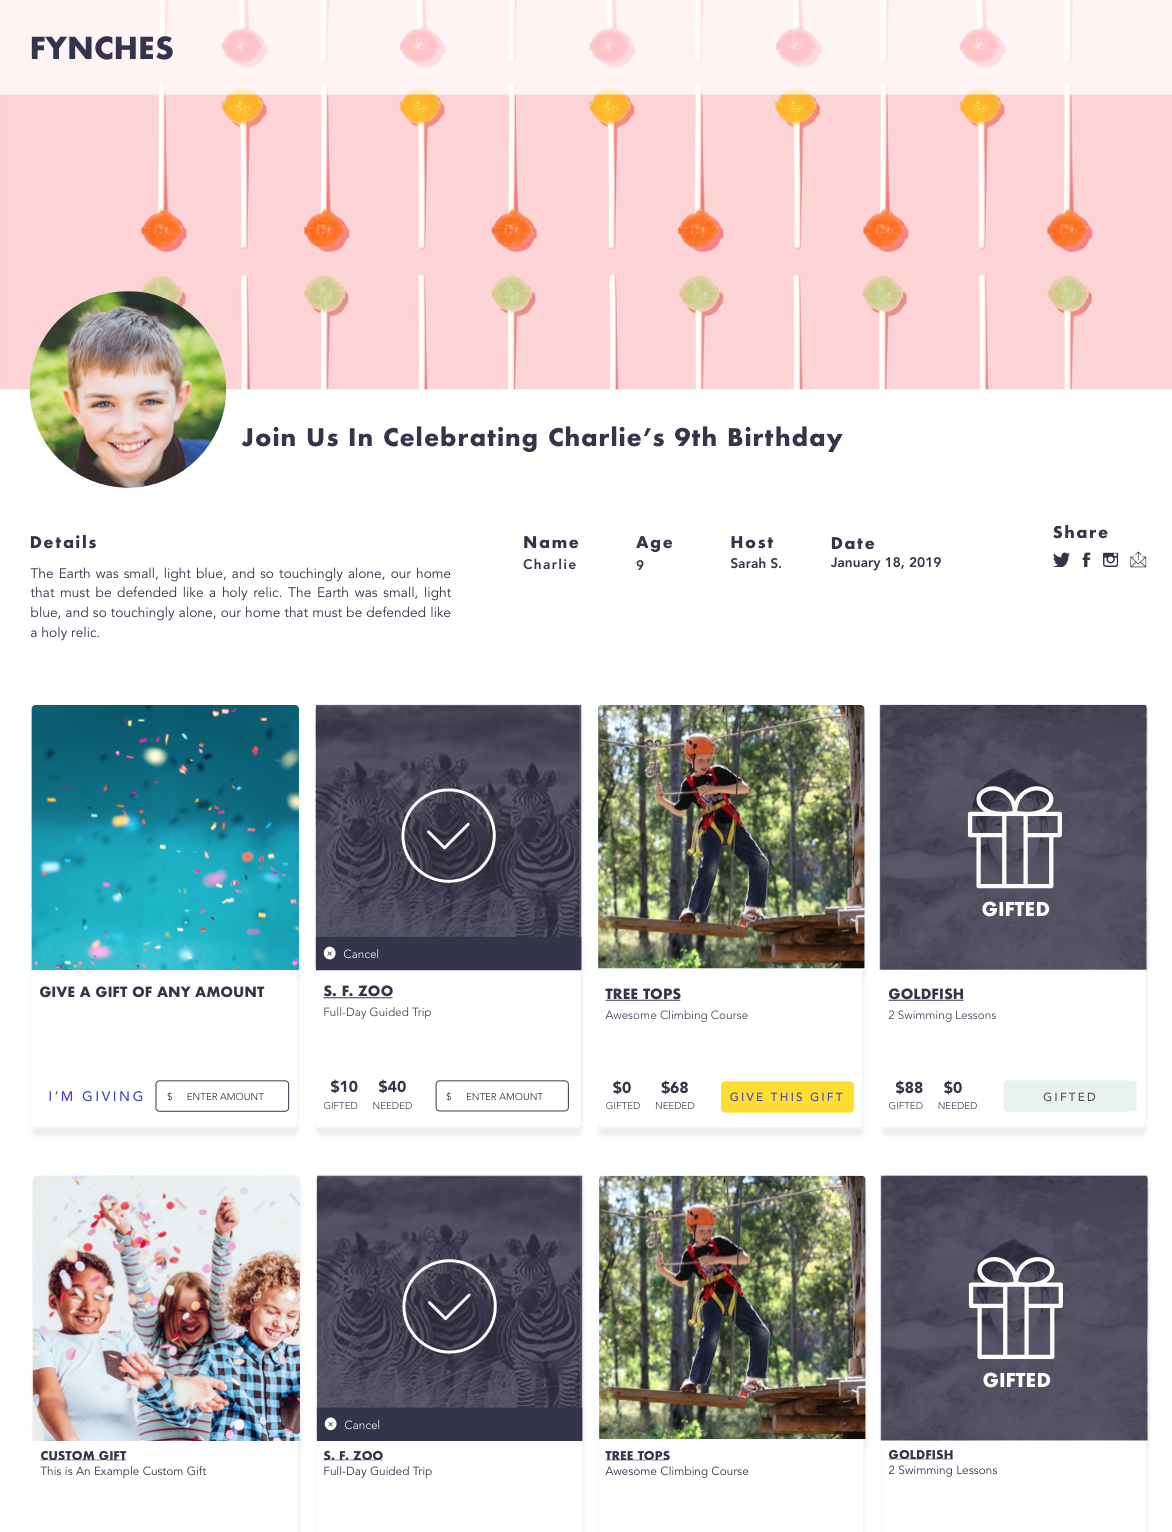 FYNCHES
Join Us In Celebrating Charlie's 9th Birthday
Details
The Earth was small, light blue, and so touchingly alone, our home
that must be defended like a holy relic. The Earth was small, light
blue, and so touchingly alone, our home that must be defended like
a holy relic.
Name
Charlie
Age
9
Host
Sarah S.
Date
January 18, 2019
Share
GIVE A GIFT OF ANY AMOUNT
I'M GIVING
$ ENTER AMOUNT
Cancel
S. F. ZOO
Full-Day Guided Trip
$10 $40
GIFTED NEEDED
$ ENTER AMOUNT
TREE TOPS
Awesome Climbing Course
$0 $68
GIFTED NEEDED
GIVE THIS GIFT
GIFTED
GOLDFISH
2 Swimming Lessons
$88 $0
GIFTED NEEDED
GIFTED
CUSTOM GIFT
This is An Example Custom Gift
Cancel
S. F. ZOO
Full-Day Guided Trip
TREE TOPS
Awesome Climbing Course
GIFTED
GOLDFISH
2 Swimming Lessons